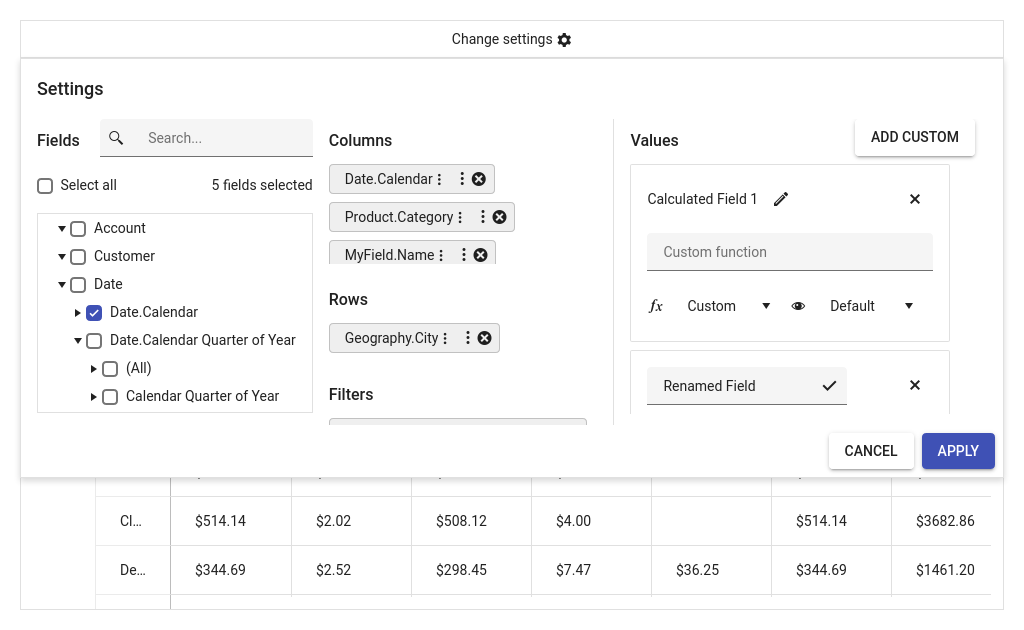 Change settings
Settings
Fields
Search...
Select all
5 fields selected
Account
Customer
Date
Date.Calendar
Date.Calendar Quarter of Year
(All)
Calendar Quarter of Year
Columns
Date.Calendar
Product.Category
MyField.Name
Rows
Geography.City
Filters
Values
ADD CUSTOM
Calculated Field 1
Custom function
fx Custom Default
Renamed Field
CANCEL APPLY
Cl... $514.14 $2.02 $508.12 $4.00 $514.14 $3682.86
De... $344.69 $2.52 $298.45 $7.47 $36.25 $344.69 $1461.20